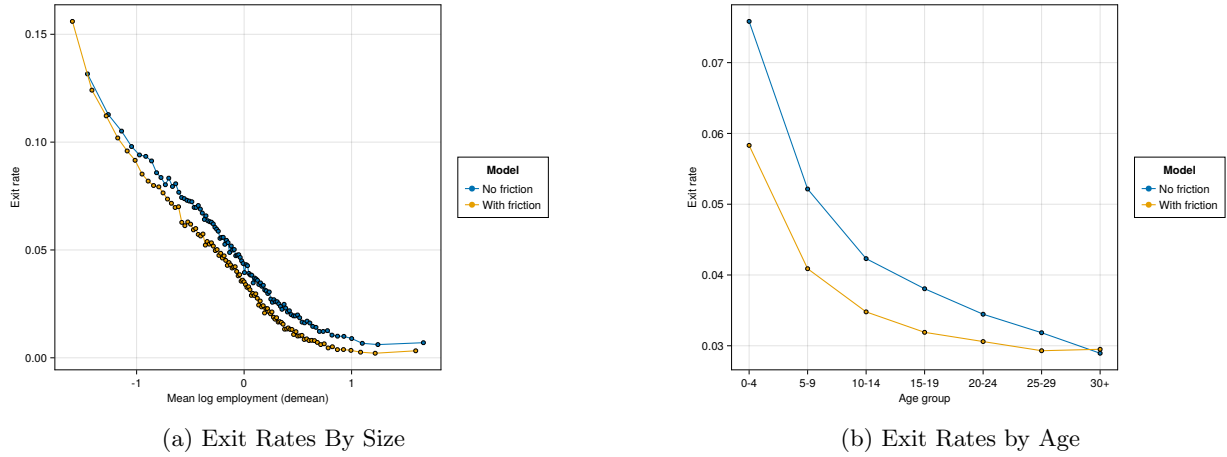 0.15
0.10
0.05
0.00
Exit rate
-1
0
1
Mean log employment (demean)
Model
No friction
With friction
(a) Exit Rates By Size
0.07
0.06
0.05
0.04
0.03
Exit rate
0-4
5-9
10-14
15-19
20-24
25-29
30+
Age group
Model
No friction
With friction
(b) Exit Rates by Age